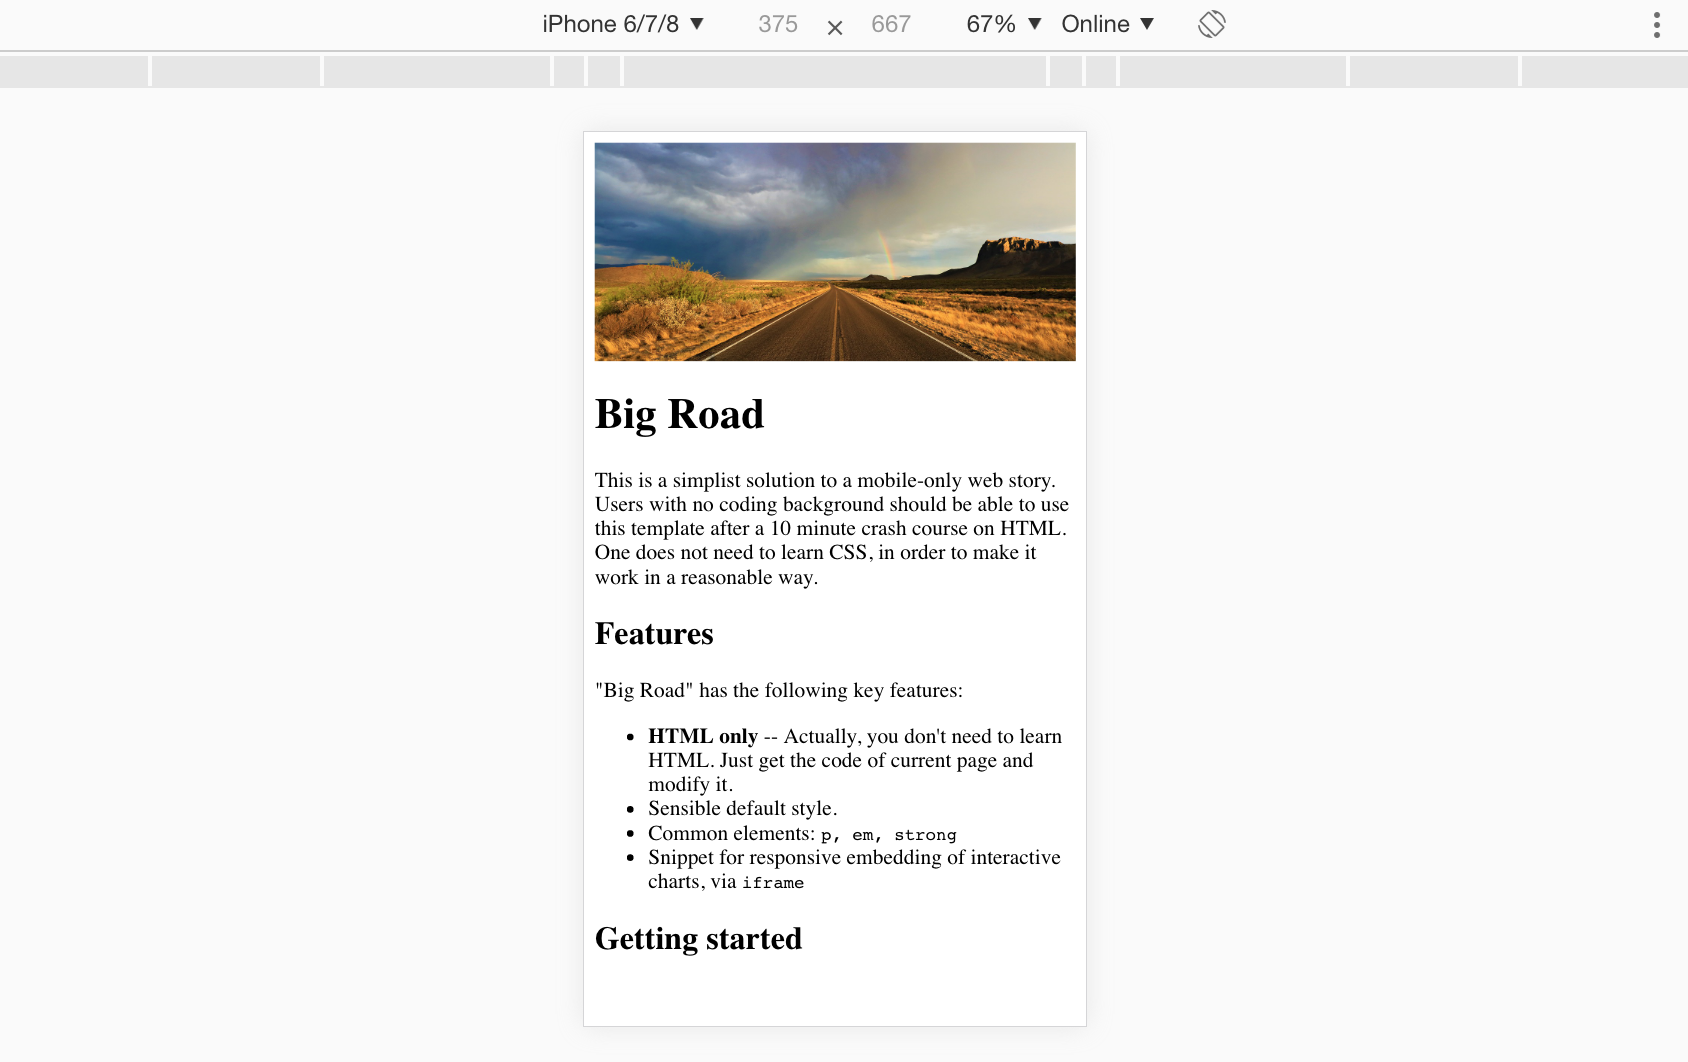 iPhone 6/7/8 ▼ 375 × 667 67% ▼ Online ▼
Big Road
This is a simplist solution to a mobile-only web story.
Users with no coding background should be able to use
this template after a 10 minute crash course on HTML.
One does not need to learn CSS, in order to make it
work in a reasonable way.
Features
"Big Road" has the following key features:
• HTML only -- Actually, you don't need to learn
HTML. Just get the code of current page and
modify it.
• Sensible default style.
• Common elements: p, em, strong
• Snippet for responsive embedding of interactive
charts, via iframe
Getting started